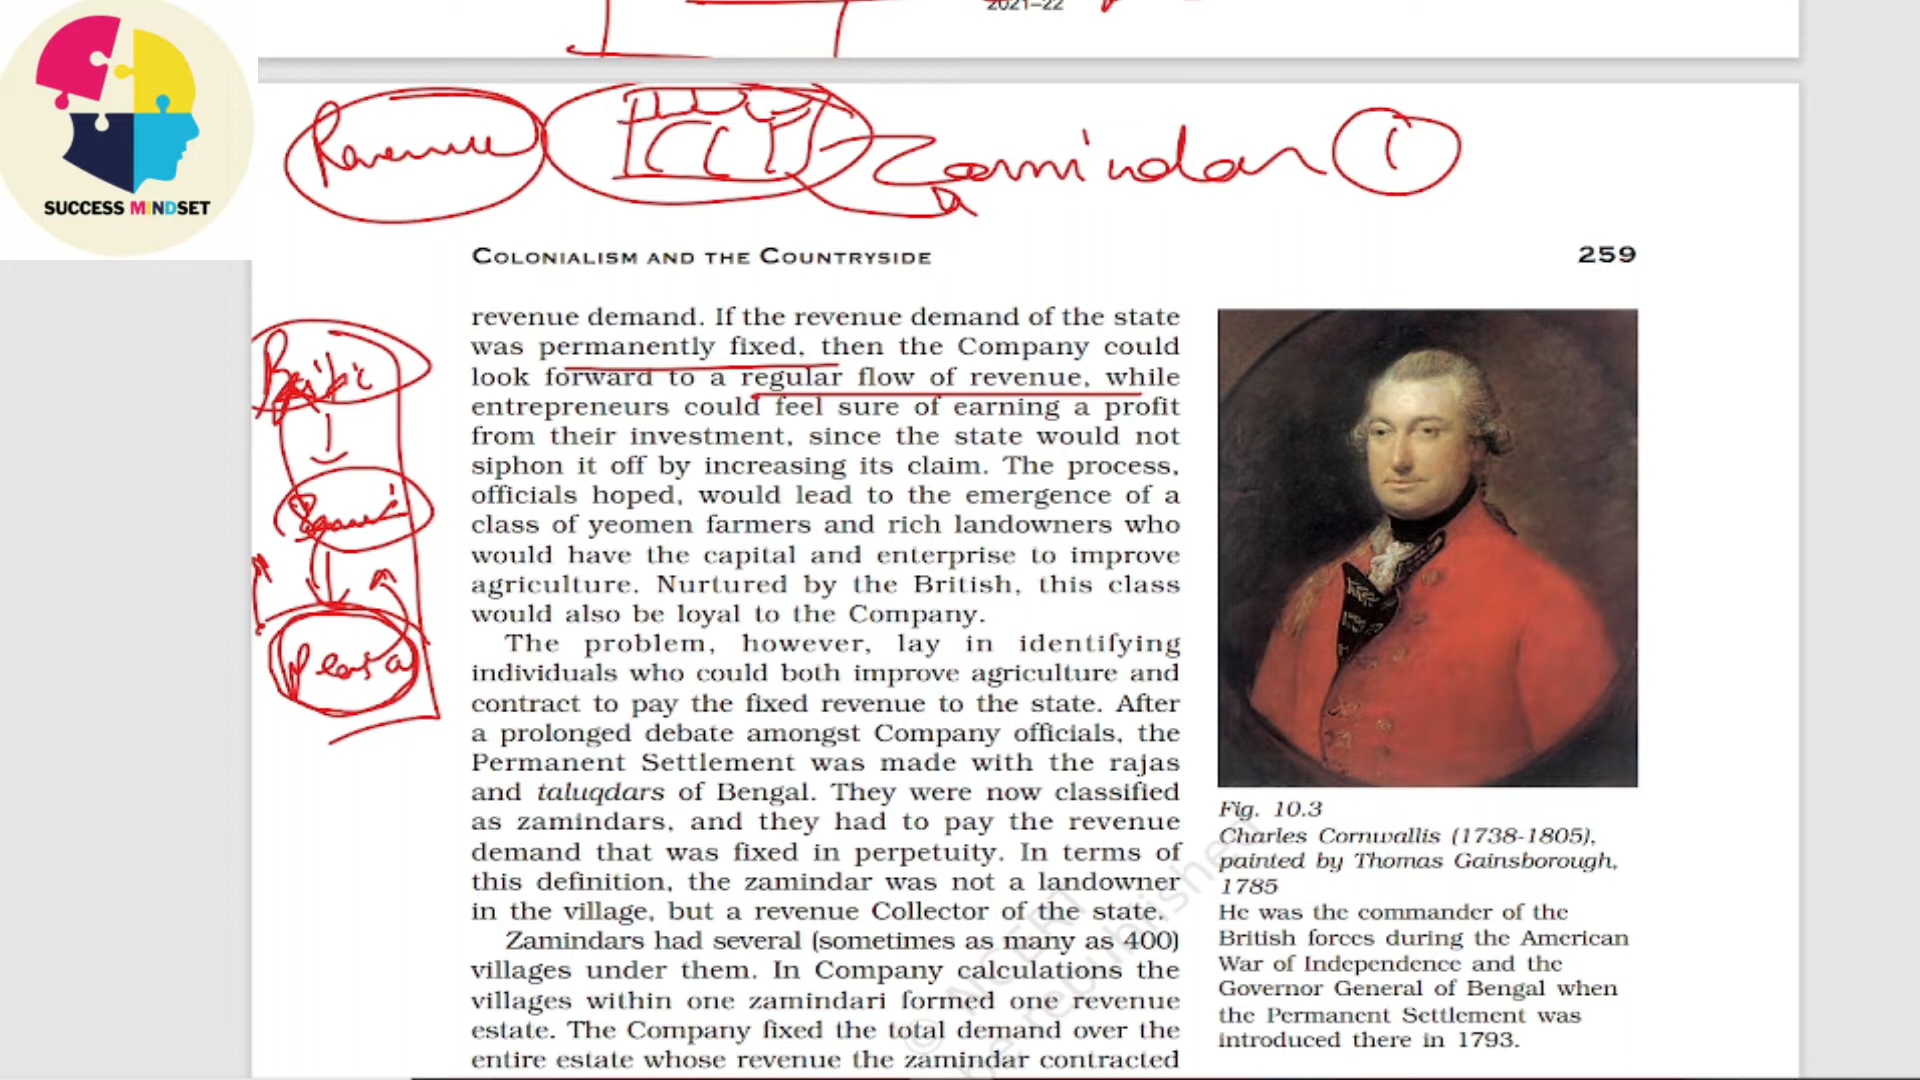 2021–22
SUCCESS MINDSET
Revenue
Zamindar 1
COLONIALISM AND THE COUNTRYSIDE 259
revenue demand. If the revenue demand of the state
was permanently fixed, then the Company could
look forward to a regular flow of revenue, while
entrepreneurs could feel sure of earning a profit
from their investment, since the state would not
siphon it off by increasing its claim. The process,
officials hoped, would lead to the emergence of a
class of yeomen farmers and rich landowners who
would have the capital and enterprise to improve
agriculture. Nurtured by the British, this class
would also be loyal to the Company.
The problem, however, lay in identifying
individuals who could both improve agriculture and
contract to pay the fixed revenue to the state. After
a prolonged debate amongst Company officials, the
Permanent Settlement was made with the rajas
and taluqdars of Bengal. They were now classified
as zamindars, and they had to pay the revenue
demand that was fixed in perpetuity. In terms of
this definition, the zamindar was not a landowner
in the village, but a revenue Collector of the state.
Zamindars had several (sometimes as many as 400)
villages under them. In Company calculations the
villages within one zamindari formed one revenue
estate. The Company fixed the total demand over the
entire estate whose revenue the zamindar contracted
Fig. 10.3
Charles Cornwallis (1738-1805),
painted by Thomas Gainsborough,
1785
He was the commander of the
British forces during the American
War of Independence and the
Governor General of Bengal when
the Permanent Settlement was
introduced there in 1793.
© NCERT
be republished